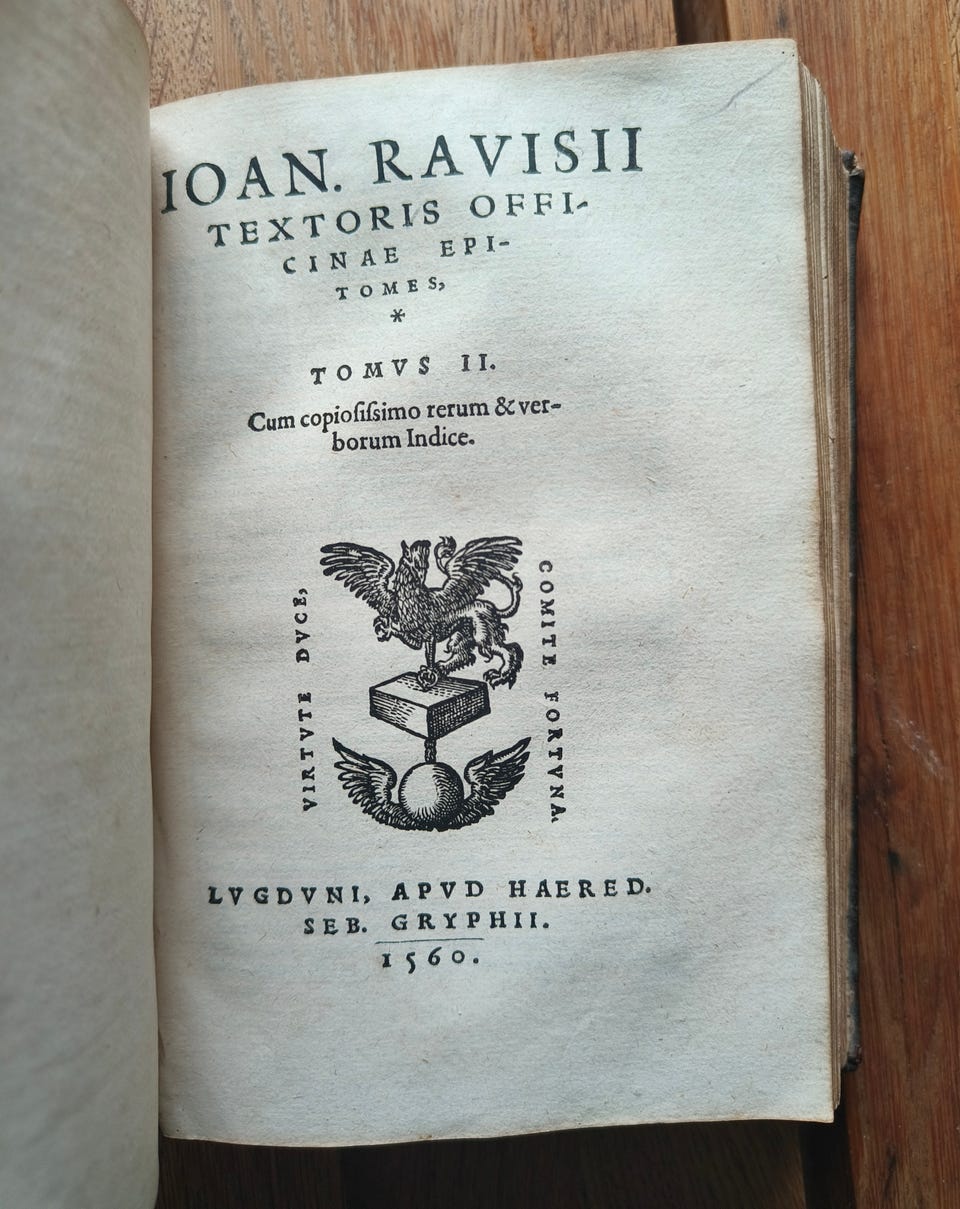 IOAN. RAVISII
TEXTORIS OFFI-
CINAE EPI-
TOMES,
*
TOMVS II.
Cum copiosiſsimo rerum & ver-
borum Indice.
VIRTVTE DVCE,
COMITE FORTVNA.
LVGDVNI, APVD HAERED.
SEB. GRYPHII.
1560.